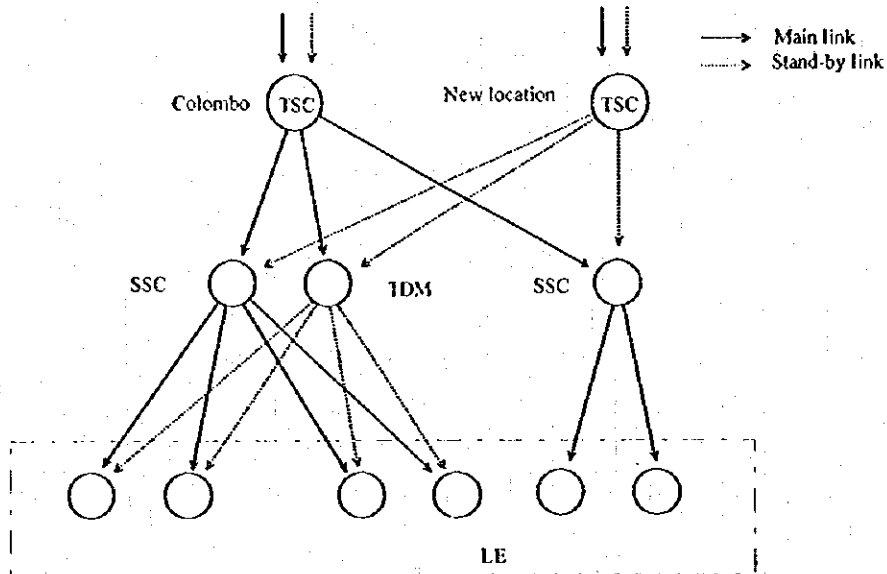 Main link
Stand-by link
Colombo TSC
New location TSC
SSC
TDM
SSC
LE